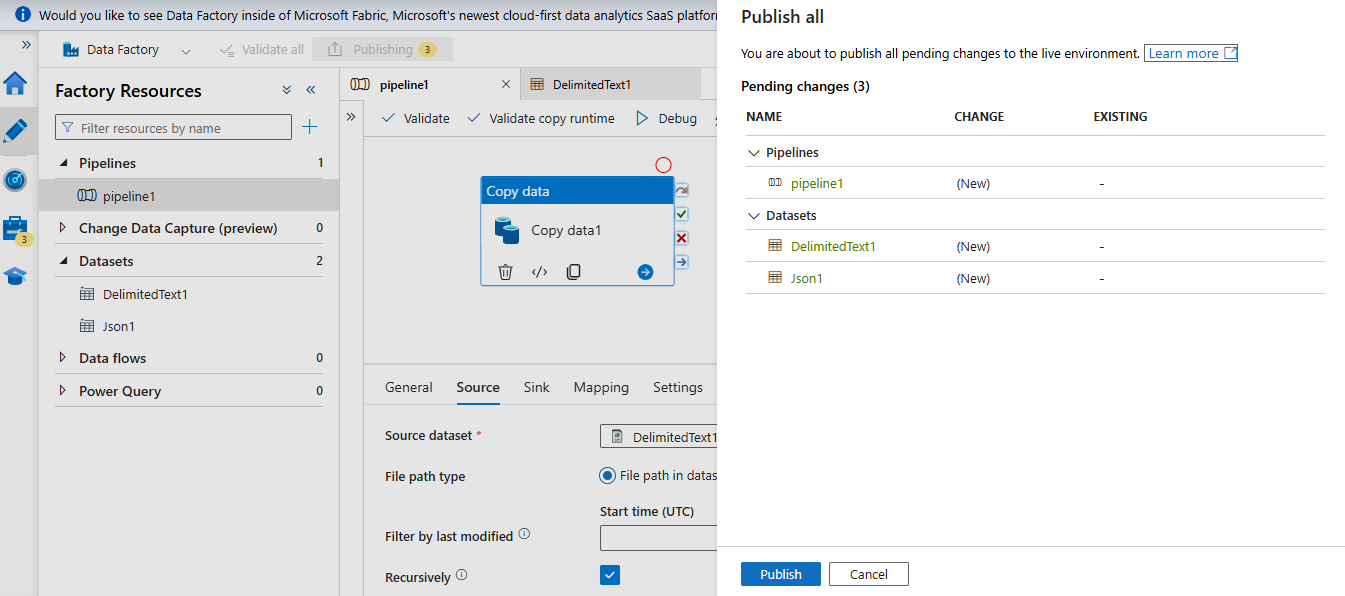 Would you like to see Data Factory inside of Microsoft Fabric, Microsoft's newest cloud-first data analytics SaaS platfor
Data Factory
Validate all
Publishing 3
Factory Resources
Filter resources by name
Pipelines 1
pipeline1
Change Data Capture (preview) 0
Datasets 2
DelimitedText1
Json1
Data flows 0
Power Query 0
3
pipeline1
DelimitedText1
Validate
Validate copy runtime
Debug
Copy data
Copy data1
General
Source
Sink
Mapping
Settings
Source dataset *
DelimitedText1
File path type
File path in datas
Start time (UTC)
Filter by last modified
Recursively
Publish all
You are about to publish all pending changes to the live environment. Learn more
Pending changes (3)
NAME CHANGE EXISTING
Pipelines
pipeline1 (New) -
Datasets
DelimitedText1 (New) -
Json1 (New) -
Publish
Cancel